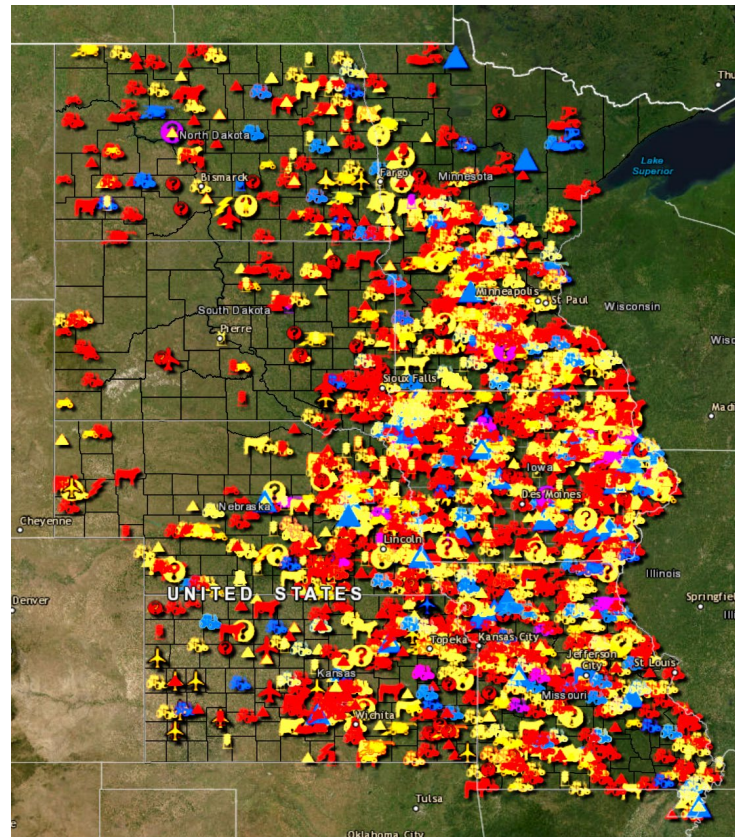 Thu
North Dakota
Lake
Superior
Fargo
Minnesota
Bismarck
Minneapolis
St Paul
Wisconsin
South Dakota
Pierre
Wisc
Sioux Falls
Madi
Iowa
Des Moines
Nebraska
Cheyenne
Lincoln
Illinois
UNITED STATES
Springfield
Denver
Illi
Topeka
Kansas City
Jefferson
City
St Louis
Kansas
Missouri
Wichita
Tulsa
Oklahoma City
e